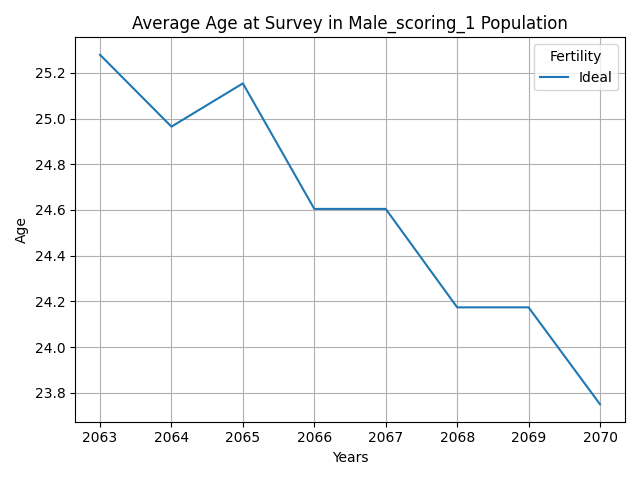 Average Age at Survey in Male_scoring_1 Population
Fertility
Ideal
25.2
25.0
24.8
24.6
24.4
24.2
24.0
23.8
Age
2063 2064 2065 2066 2067 2068 2069 2070
Years